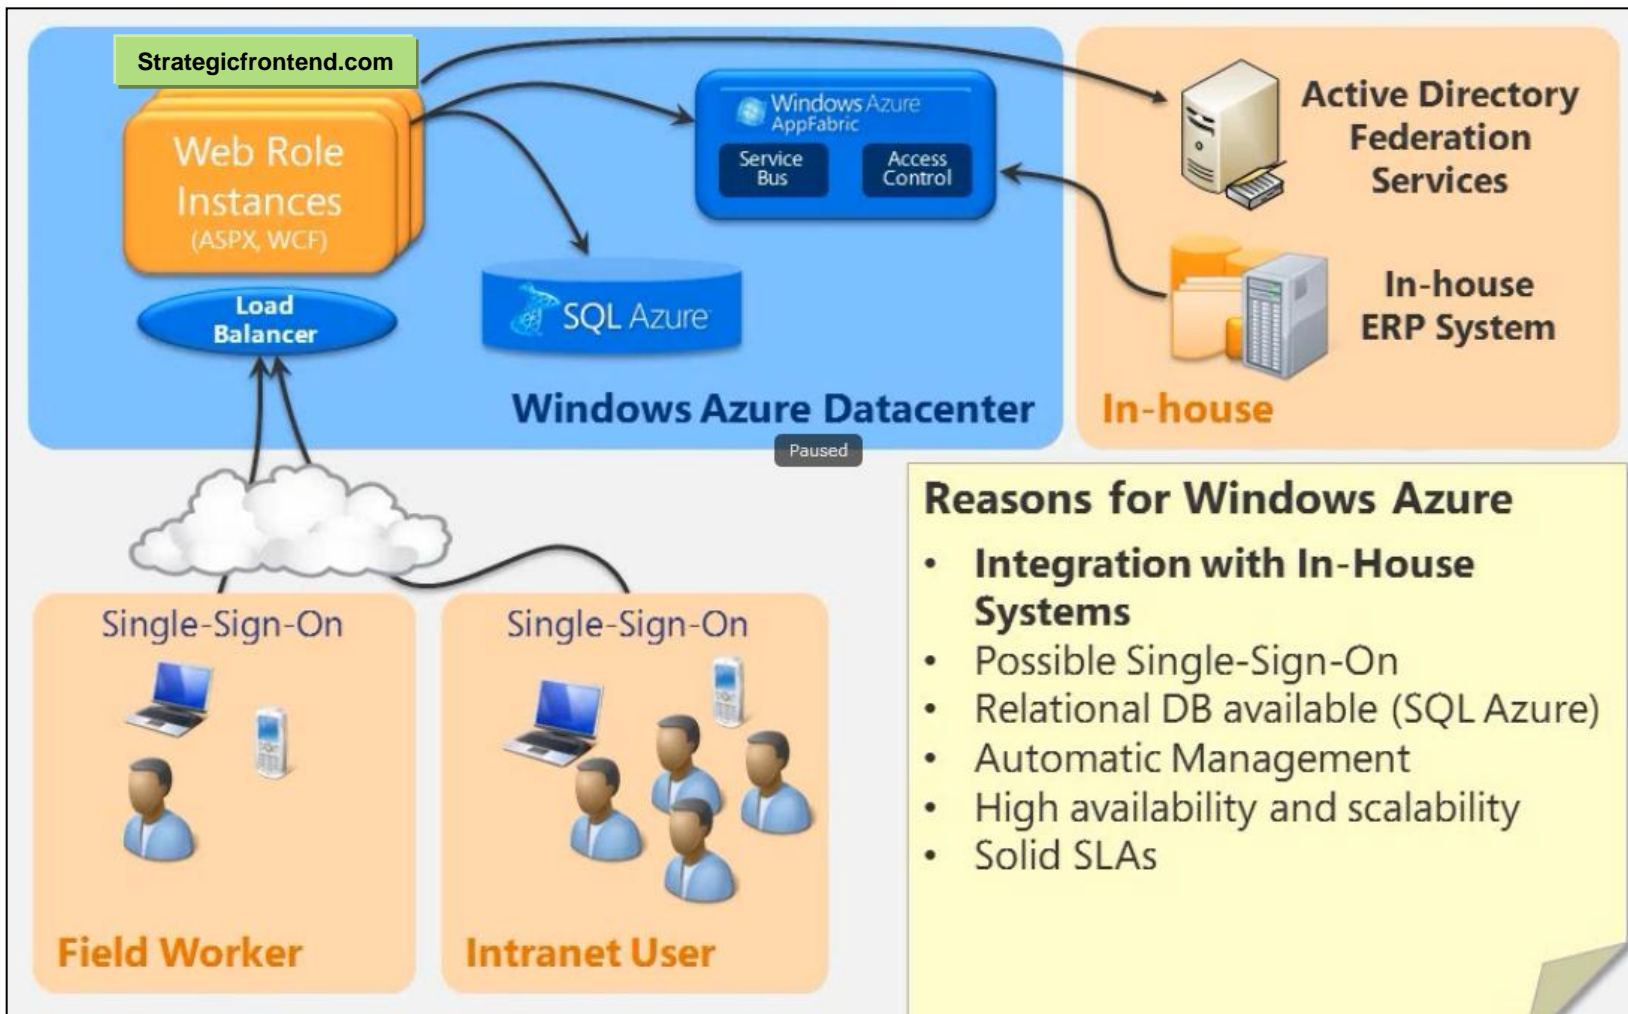 Strategicfrontend.com
Web Role
Instances
(ASPX, WCF)
Load
Balancer
Windows Azure
AppFabric
Service
Bus
Access
Control
SQL Azure
Windows Azure Datacenter
Active Directory
Federation
Services
In-house
ERP System
In-house
Paused
Single-Sign-On
Field Worker
Single-Sign-On
Intranet User
Reasons for Windows Azure
• Integration with In-House
Systems
• Possible Single-Sign-On
• Relational DB available (SQL Azure)
• Automatic Management
• High availability and scalability
• Solid SLAs